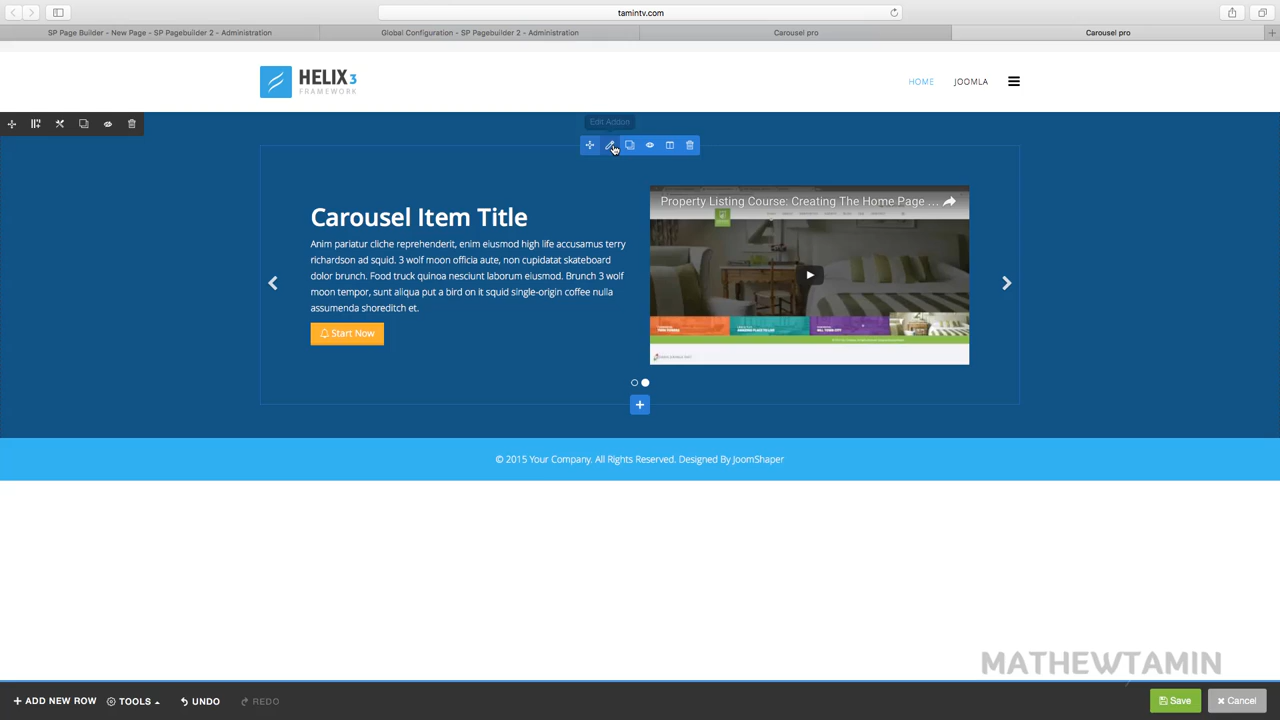 tamintv.com
SP Page Builder - New Page - SP Pagebuilder 2 - Administration
Global Configuration - SP Pagebuilder 2 - Administration
Carousel pro
Carousel pro
HELIX3
FRAMEWORK
HOME
JOOMLA
Edit Addon
Carousel Item Title
Anim pariatur cliche reprehenderit, enim eiusmod high life accusamus terry
richardson ad squid. 3 wolf moon officia aute, non cupidatat skateboard
dolor brunch. Food truck quinoa nesciunt laborum eiusmod. Brunch 3 wolf
moon tempor, sunt aliqua put a bird on it squid single-origin coffee nulla
assumenda shoreditch et.
Start Now
Property Listing Course: Creating The Home Page ...
© 2015 Your Company. All Rights Reserved. Designed By JoomShaper
MATHEWTAMIN
ADD NEW ROW
TOOLS
UNDO
REDO
Save
Cancel